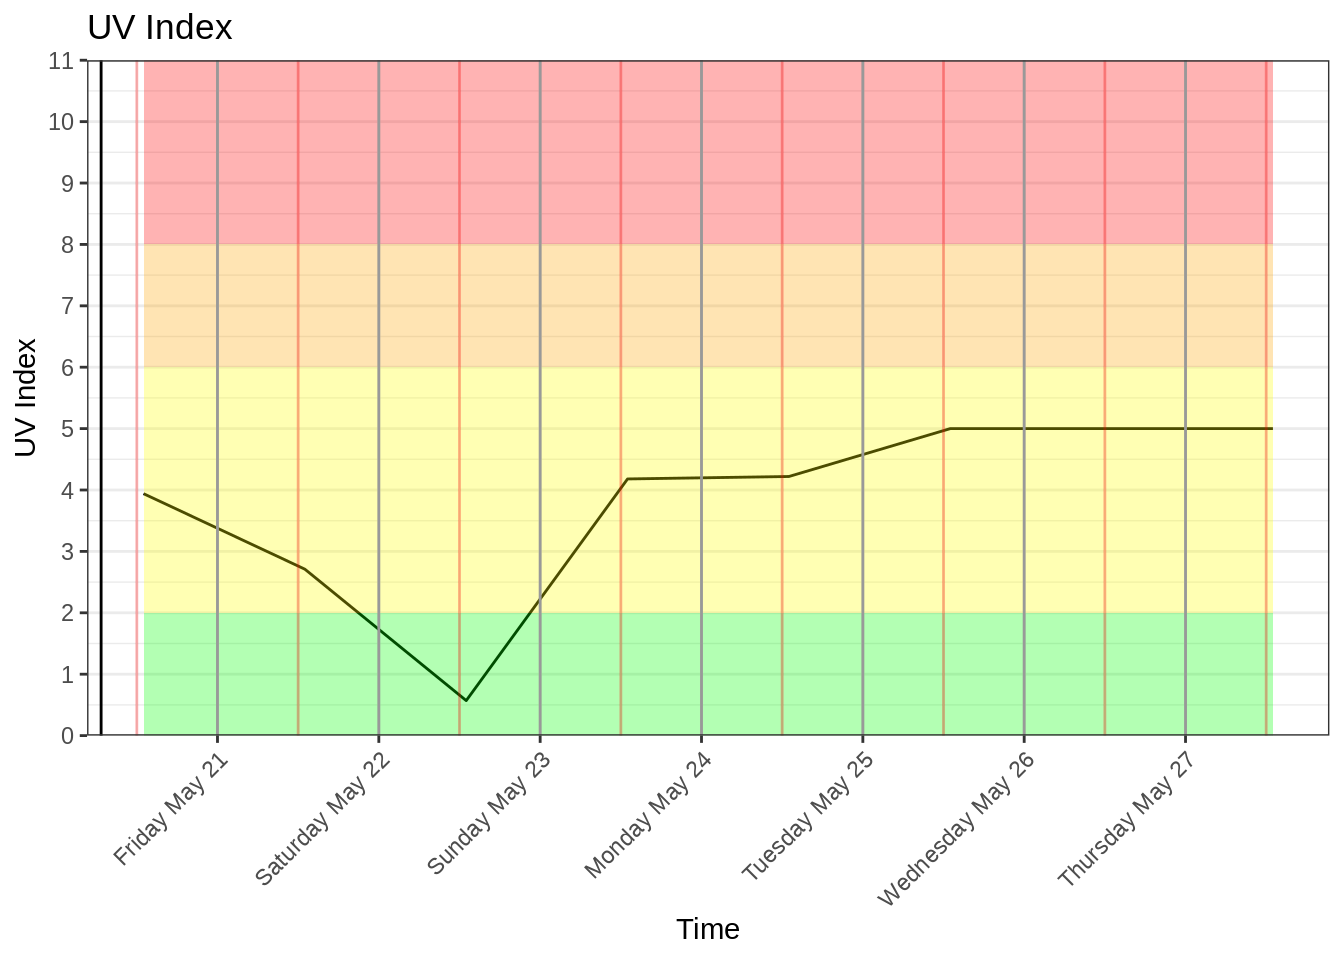 UV Index
11
10
9
8
7
6
5
4
3
2
1
0
UV Index
Friday May 21
Saturday May 22
Sunday May 23
Monday May 24
Tuesday May 25
Wednesday May 26
Thursday May 27
Time